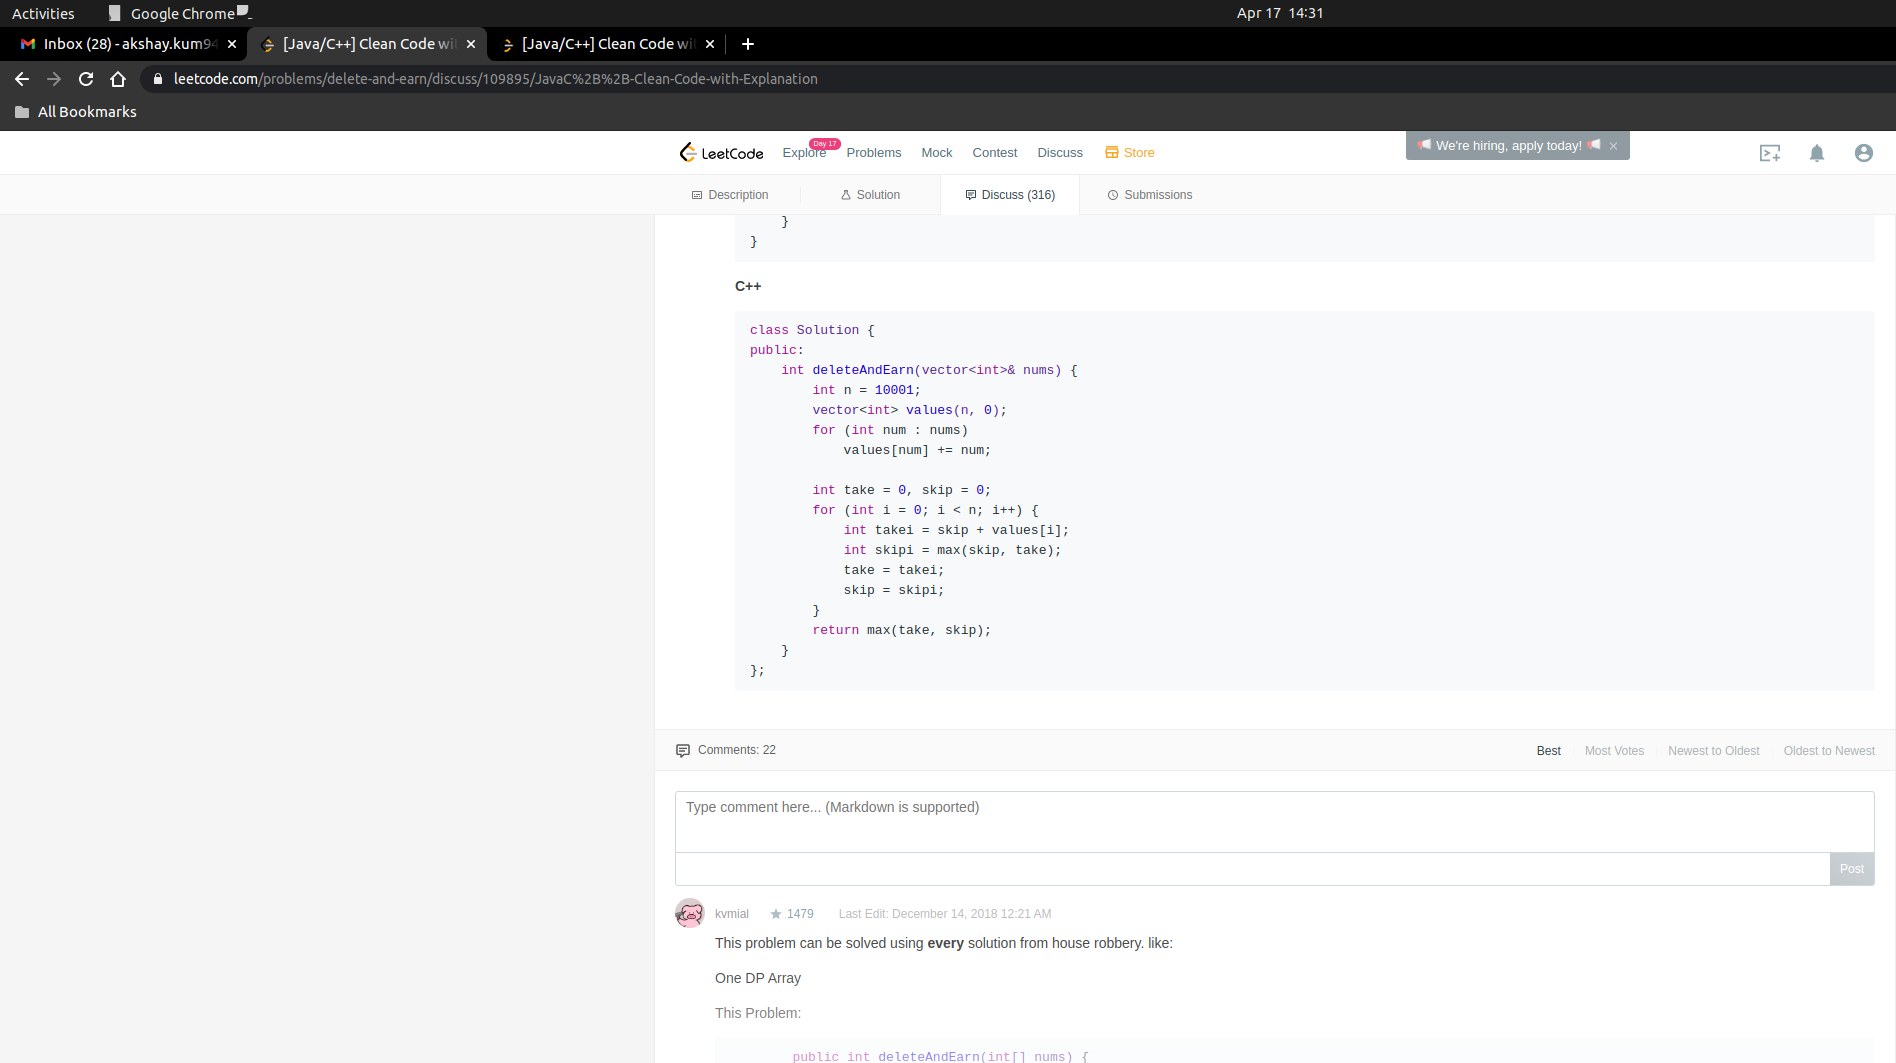 Activities
Google Chrome
Apr 17 14:31
Inbox (28) - akshay.kum94
[Java/C++] Clean Code wi
[Java/C++] Clean Code wi
leetcode.com/problems/delete-and-earn/discuss/109895/JavaC%2B%2B-Clean-Code-with-Explanation
All Bookmarks
LeetCode
Explore
Day 17
Problems
Mock
Contest
Discuss
Store
We're hiring, apply today!
Description
Solution
Discuss (316)
Submissions
}
}
C++
class Solution {
public:
int deleteAndEarn(vector<int>& nums) {
int n = 10001;
vector<int> values(n, 0);
for (int num : nums)
values[num] += num;
int take = 0, skip = 0;
for (int i = 0; i < n; i++) {
int takei = skip + values[i];
int skipi = max(skip, take);
take = takei;
skip = skipi;
}
return max(take, skip);
}
};
Comments: 22
Best
Most Votes
Newest to Oldest
Oldest to Newest
Type comment here... (Markdown is supported)
Post
kvmial
1479
Last Edit: December 14, 2018 12:21 AM
This problem can be solved using every solution from house robbery. like:
One DP Array
This Problem:
public int deleteAndEarn(int[] nums) {